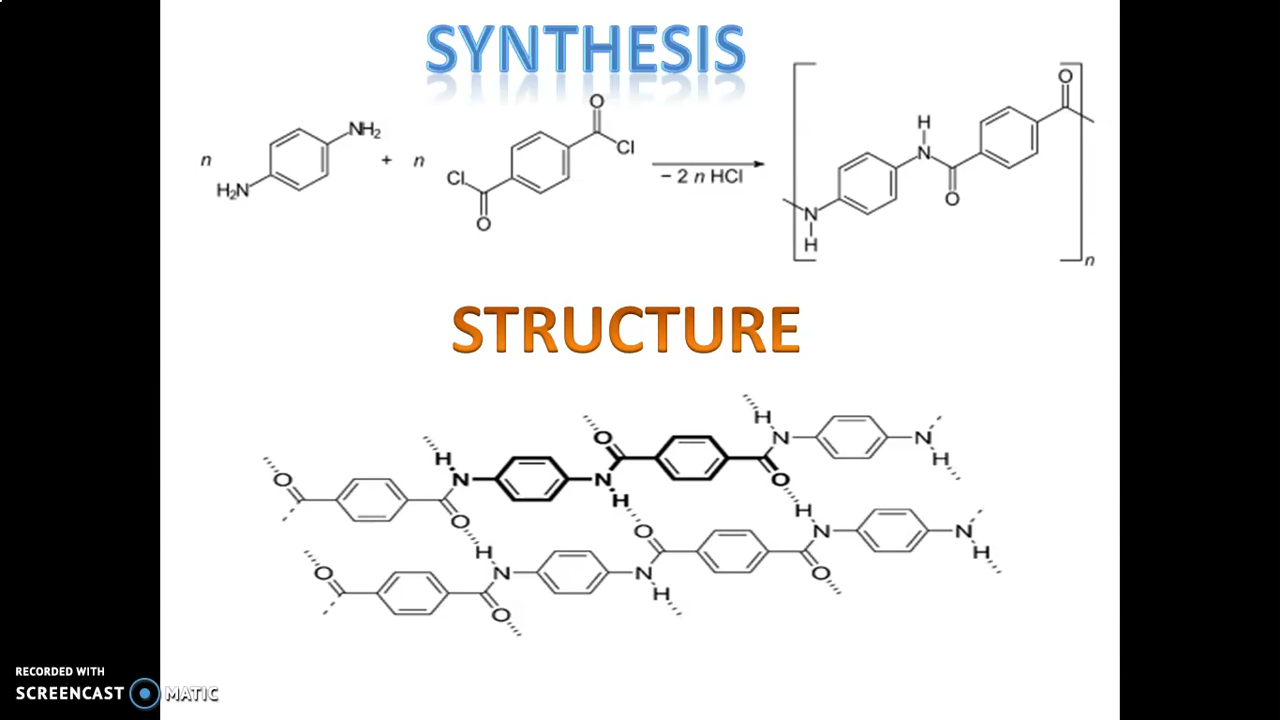 SYNTHESIS
n H₂N NH₂ + n Cl O O Cl − 2 n HCl N H H N O O n
STRUCTURE
H O H
O H N O N N H
N N H O H
O O H N N
O H N N O H
O H
RECORDED WITH
SCREENCAST MATIC